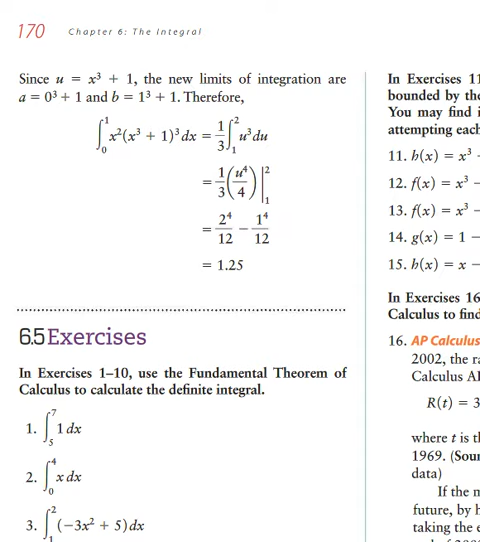 170 Chapter 6: The Integral
Since u = x³ + 1, the new limits of integration are
a = 0³ + 1 and b = 1³ + 1. Therefore,
∫₀¹ x²(x³ + 1)³ dx = 1/3 ∫₁² u³ du
= 1/3 (u⁴/4) |₁²
= 2⁴/12 − 1⁴/12
= 1.25
6.5 Exercises
In Exercises 1–10, use the Fundamental Theorem of
Calculus to calculate the definite integral.
1. ∫₅⁷ 1 dx
2. ∫₀⁴ x dx
3. ∫₁² (−3x² + 5) dx
In Exercises 11
bounded by the
You may find i
attempting each
11. h(x) = x³ -
12. f(x) = x³ −
13. f(x) = x³ −
14. g(x) = 1 −
15. h(x) = x −
In Exercises 16
Calculus to find
16. AP Calculus
2002, the ra
Calculus AI
R(t) = 3
where t is th
1969. (Sour
data)
If the m
future, by h
taking the e